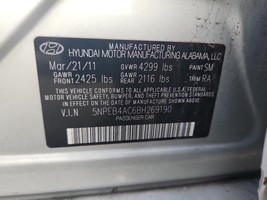 HYUNDAI MOTOR MANUFACTURING ALABAMA, LLC
Mar/21/11 GVWR 4299 lbs PAINT SM
GAWR FRONT 2425 lbs GAWR REAR 2116 lbs TRIM RA
THIS VEHICLE CONFORMS TO ALL APPLICABLE FEDERAL
MOTOR VEHICLE SAFETY, BUMPER, AND THEFT PREVENTION
STANDARDS IN EFFECT ON THE DATE OF MANUFACTURE
SHOWN ABOVE.
V.I.N 5NPEB4AC6BH269190
PASSENGER CAR